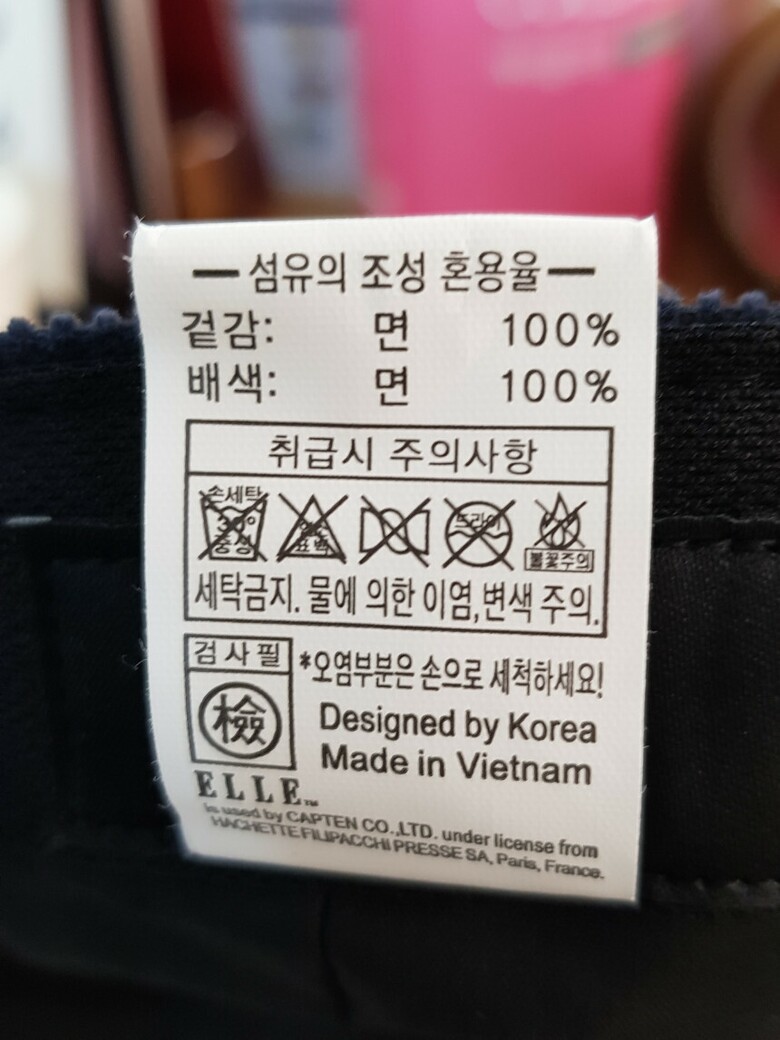 섬유의 조성 혼용율
겉감: 면 100%
배색: 면 100%
취급시 주의사항
손세탁 30° 중성
표백
드라이
불꽃주의
세탁금지. 물에 의한 이염,변색 주의.
검사필
檢
*오염부분은 손으로 세척하세요!
Designed by Korea
Made in Vietnam
ELLE™
is used by CAPTEN CO.,LTD. under license from
HACHETTE FILIPACCHI PRESSE SA, Paris, France.